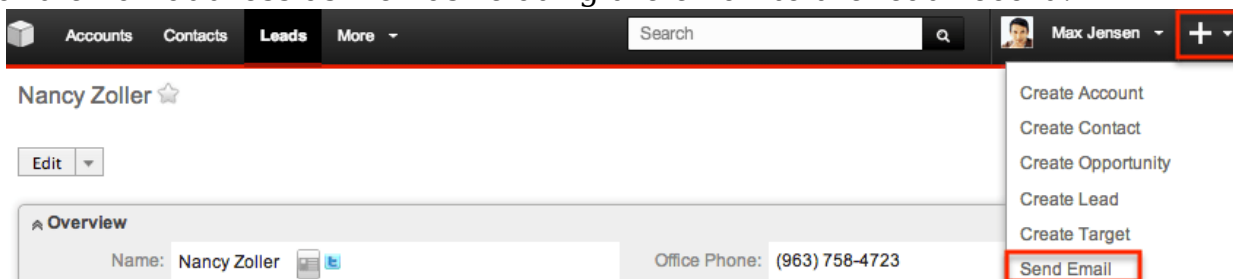 Accounts Contacts Leads More Search Max Jensen
Nancy Zoller
Create Account
Create Contact
Edit
Create Opportunity
Create Lead
Overview
Create Target
Name: Nancy Zoller Office Phone: (963) 758-4723
Send Email